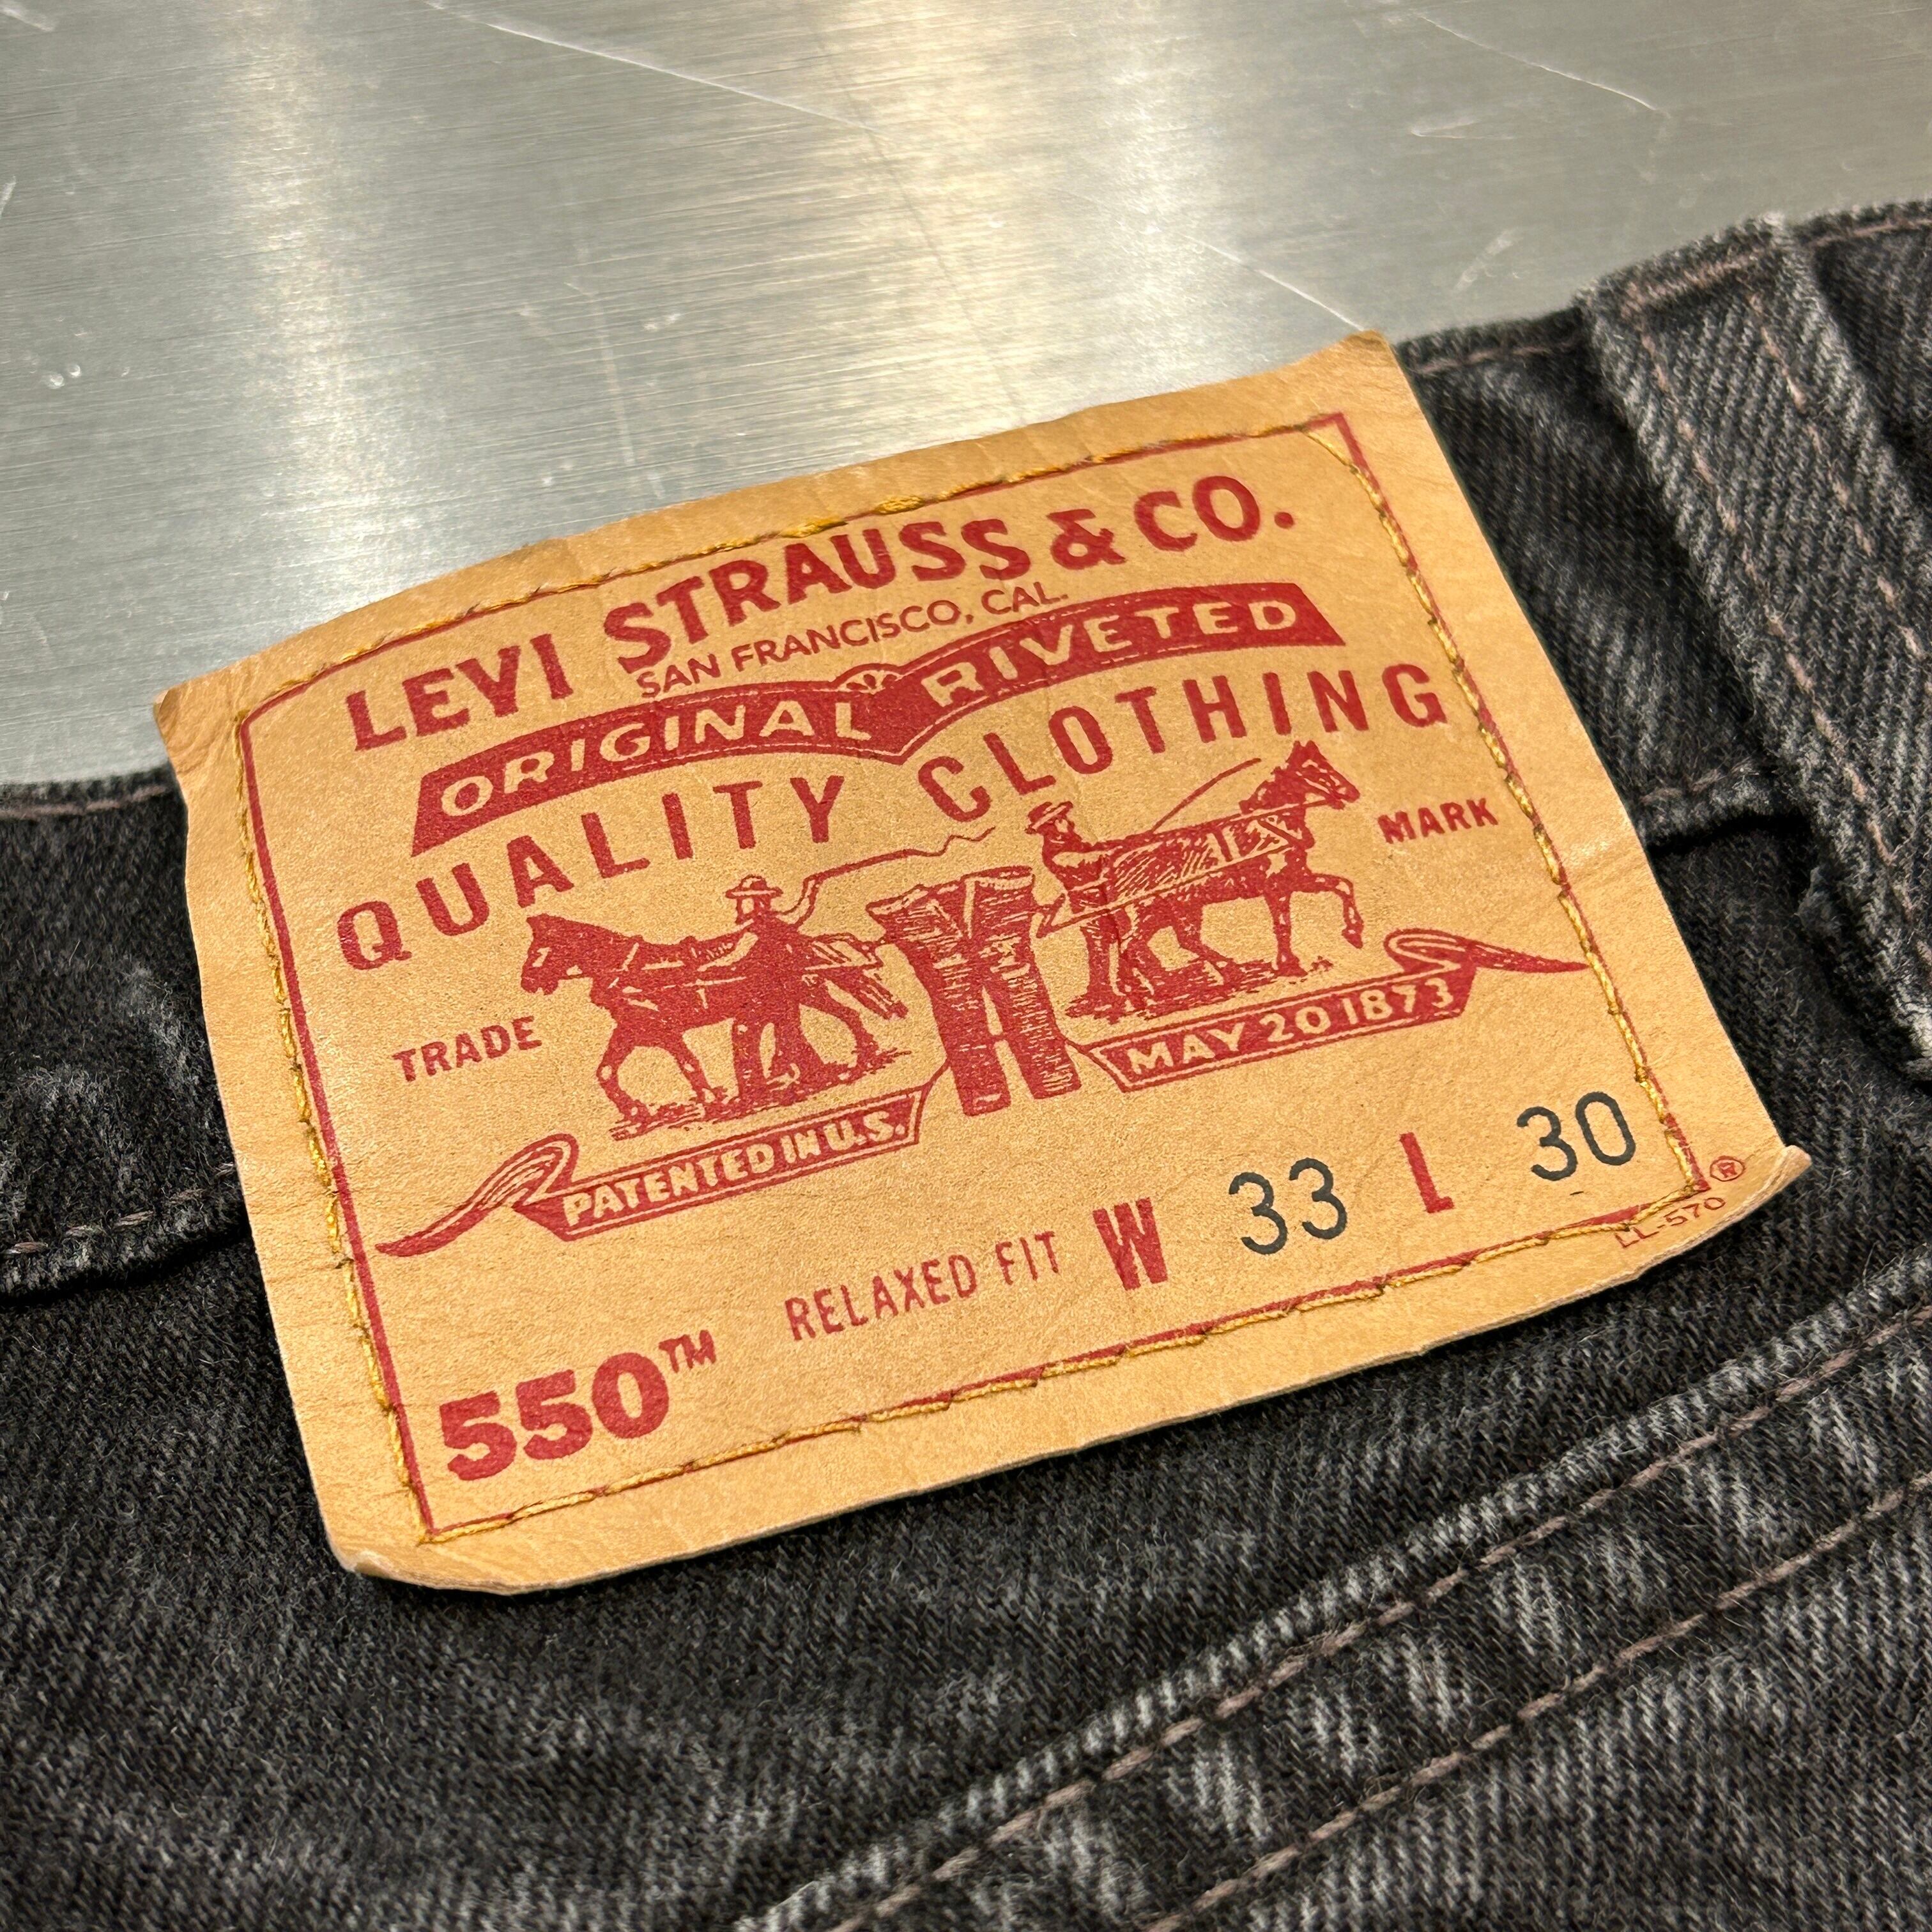 LEVI STRAUSS & CO.
SAN FRANCISCO, CAL.
ORIGINAL RIVETED
QUALITY CLOTHING
TRADE MARK
PATENTED IN U.S. MAY 20 1873
550™ RELAXED FIT W 33 L 30
LL-570 ®